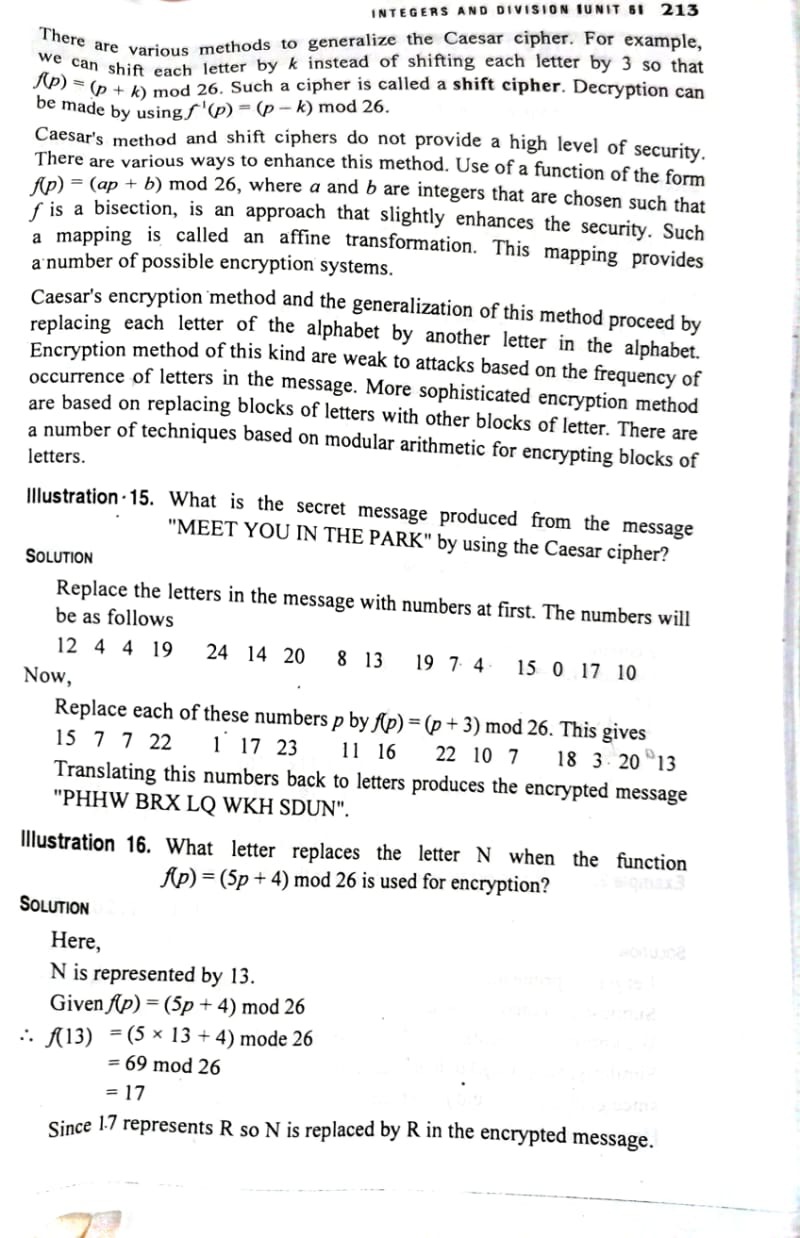 INTEGERS AND DIVISION IUNIT 6I 213
There are various methods to generalize the Caesar cipher. For example,
we can shift each letter by k instead of shifting each letter by 3 so that
f(p) = (p + k) mod 26. Such a cipher is called a shift cipher. Decryption can
be made by using f⁻¹(p) = (p – k) mod 26.
Caesar's method and shift ciphers do not provide a high level of security.
There are various ways to enhance this method. Use of a function of the form
f(p) = (ap + b) mod 26, where a and b are integers that are chosen such that
f is a bisection, is an approach that slightly enhances the security. Such
a mapping is called an affine transformation. This mapping provides
a number of possible encryption systems.
Caesar's encryption method and the generalization of this method proceed by
replacing each letter of the alphabet by another letter in the alphabet.
Encryption method of this kind are weak to attacks based on the frequency of
occurrence of letters in the message. More sophisticated encryption method
are based on replacing blocks of letters with other blocks of letter. There are
a number of techniques based on modular arithmetic for encrypting blocks of
letters.
Illustration 15. What is the secret message produced from the message
"MEET YOU IN THE PARK" by using the Caesar cipher?
SOLUTION
Replace the letters in the message with numbers at first. The numbers will
be as follows
12 4 4 19 24 14 20 8 13 19 7 4 15 0 17 10
Now,
Replace each of these numbers p by f(p) = (p + 3) mod 26. This gives
15 7 7 22 1 17 23 11 16 22 10 7 18 3 20 13
Translating this numbers back to letters produces the encrypted message
"PHHW BRX LQ WKH SDUN".
Illustration 16. What letter replaces the letter N when the function
f(p) = (5p + 4) mod 26 is used for encryption?
SOLUTION
Here,
N is represented by 13.
Given f(p) = (5p + 4) mod 26
∴ f(13) = (5 × 13 + 4) mode 26
= 69 mod 26
= 17
Since 17 represents R so N is replaced by R in the encrypted message.